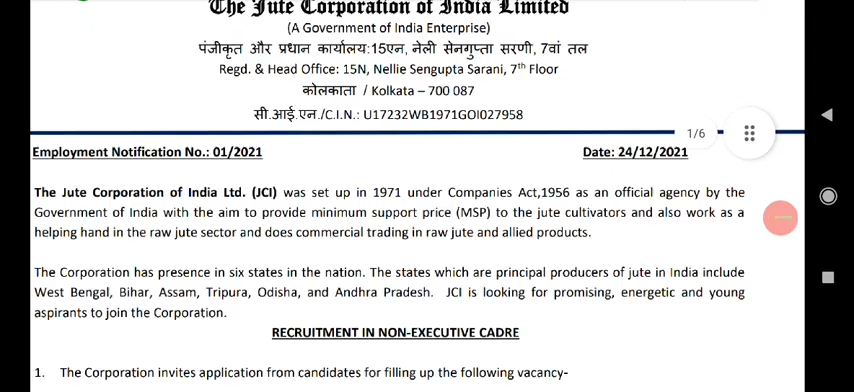 The Jute Corporation of India Limited
(A Government of India Enterprise)
पंजीकृत और प्रधान कार्यालय:15एन, नेली सेनगुप्ता सरणी, 7वां तल
Regd. & Head Office: 15N, Nellie Sengupta Sarani, 7th Floor
कोलकाता / Kolkata – 700 087
सी.आई.एन./C.I.N.: U17232WB1971GOI027958
1/6
Employment Notification No.: 01/2021 Date: 24/12/2021
The Jute Corporation of India Ltd. (JCI) was set up in 1971 under Companies Act,1956 as an official agency by the
Government of India with the aim to provide minimum support price (MSP) to the jute cultivators and also work as a
helping hand in the raw jute sector and does commercial trading in raw jute and allied products.
The Corporation has presence in six states in the nation. The states which are principal producers of jute in India include
West Bengal, Bihar, Assam, Tripura, Odisha, and Andhra Pradesh. JCI is looking for promising, energetic and young
aspirants to join the Corporation.
RECRUITMENT IN NON-EXECUTIVE CADRE
1. The Corporation invites application from candidates for filling up the following vacancy-